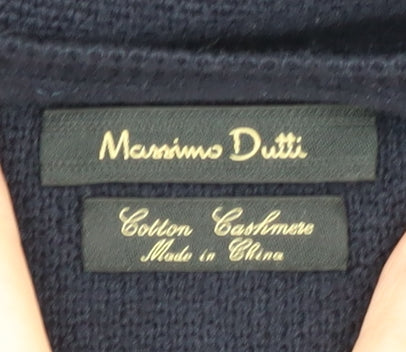 Massimo Dutti
Cotton Cashmere
Made in China